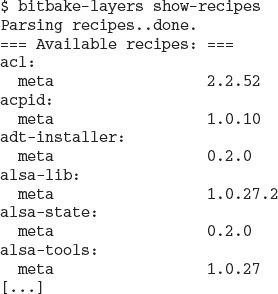 $ bitbake-layers show-recipes
Parsing recipes..done.
=== Available recipes: ===
acl:
  meta                 2.2.52
acpid:
  meta                 1.0.10
adt-installer:
  meta                 0.2.0
alsa-lib:
  meta                 1.0.27.2
alsa-state:
  meta                 0.2.0
alsa-tools:
  meta                 1.0.27
[...]